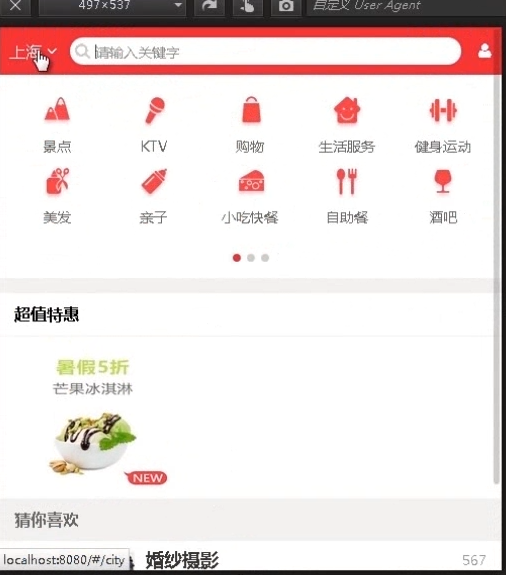 497×537
自定义 User Agent
上海
请输入关键字
景点 KTV 购物 生活服务 健身运动
美发 亲子 小吃快餐 自助餐 酒吧
超值特惠
暑假5折
芒果冰淇淋
NEW
猜你喜欢
婚纱摄影 567
localhost:8080/#/city